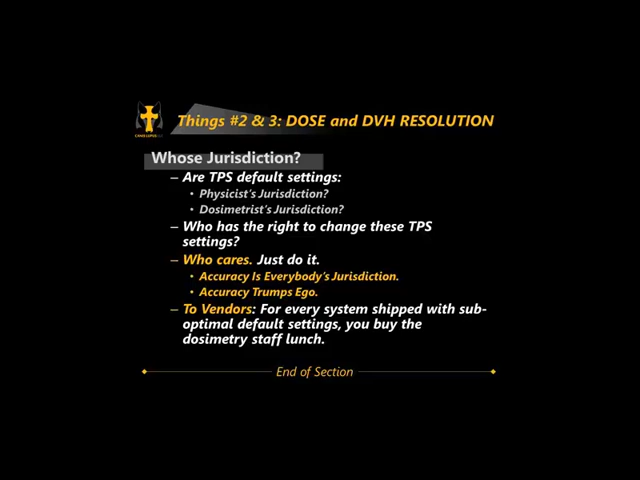 CANIS LUPUS LLC
Things #2 & 3: DOSE and DVH RESOLUTION
Whose Jurisdiction?
– Are TPS default settings:
• Physicist's Jurisdiction?
• Dosimetrist's Jurisdiction?
– Who has the right to change these TPS
settings?
– Who cares. Just do it.
• Accuracy Is Everybody's Jurisdiction.
• Accuracy Trumps Ego.
– To Vendors: For every system shipped with sub-
optimal default settings, you buy the
dosimetry staff lunch.
End of Section